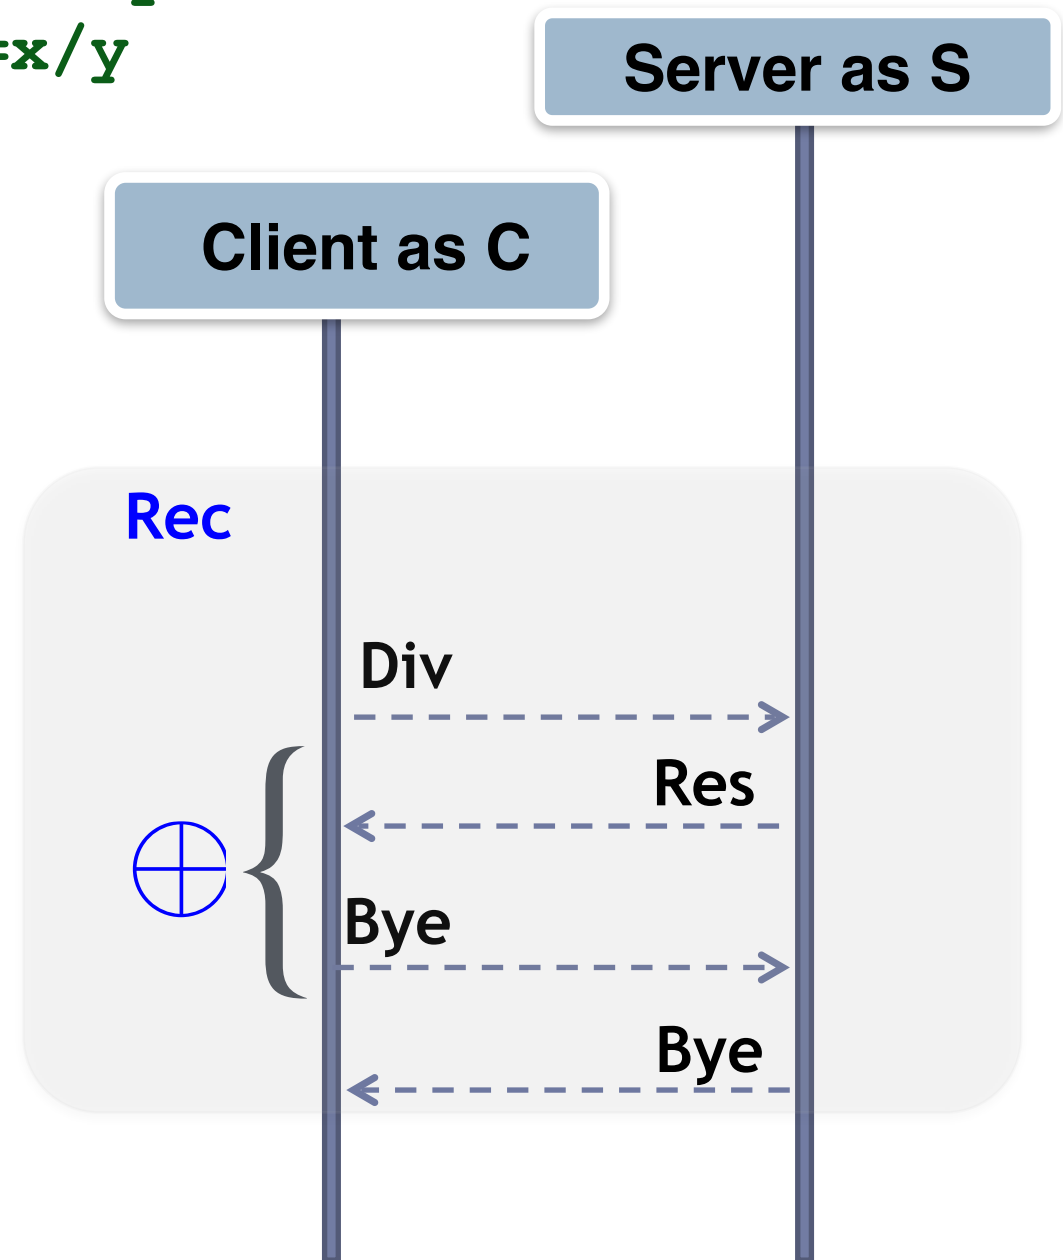 =x/y
Server as S
Client as C
Rec
Div
Res
Bye
Bye